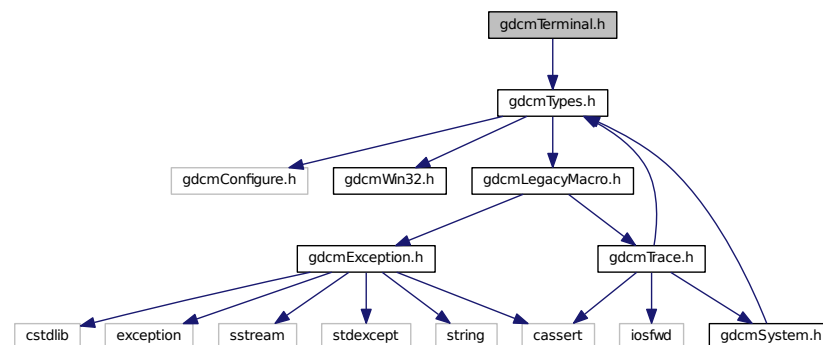 gdcmTerminal.h
gdcmTypes.h
gdcmConfigure.h
gdcmWin32.h
gdcmLegacyMacro.h
gdcmException.h
gdcmTrace.h
cstdlib
exception
sstream
stdexcept
string
cassert
iosfwd
gdcmSystem.h